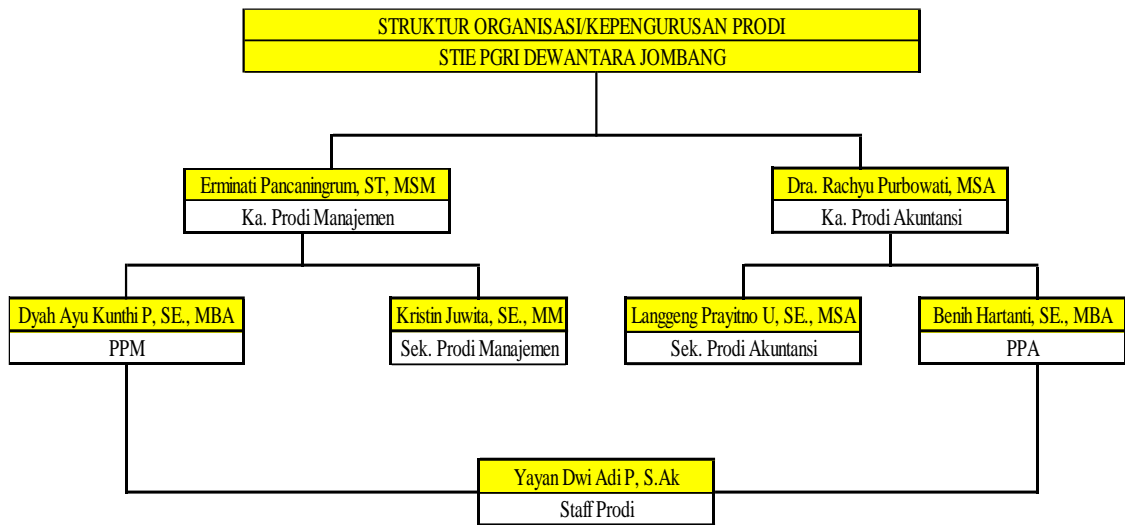 STRUKTUR ORGANISASI/KEPENGURUSAN PRODI
STIE PGRI DEWANTARA JOMBANG
Erminati Pancaningrum, ST, MSM
Ka. Prodi Manajemen
Dra. Rachyu Purbowati, MSA
Ka. Prodi Akuntansi
Dyah Ayu Kunthi P, SE., MBA
PPM
Kristin Juwita, SE., MM
Sek. Prodi Manajemen
Langgeng Prayitno U, SE., MSA
Sek. Prodi Akuntansi
Benih Hartanti, SE., MBA
PPA
Yayan Dwi Adi P, S.Ak
Staff Prodi